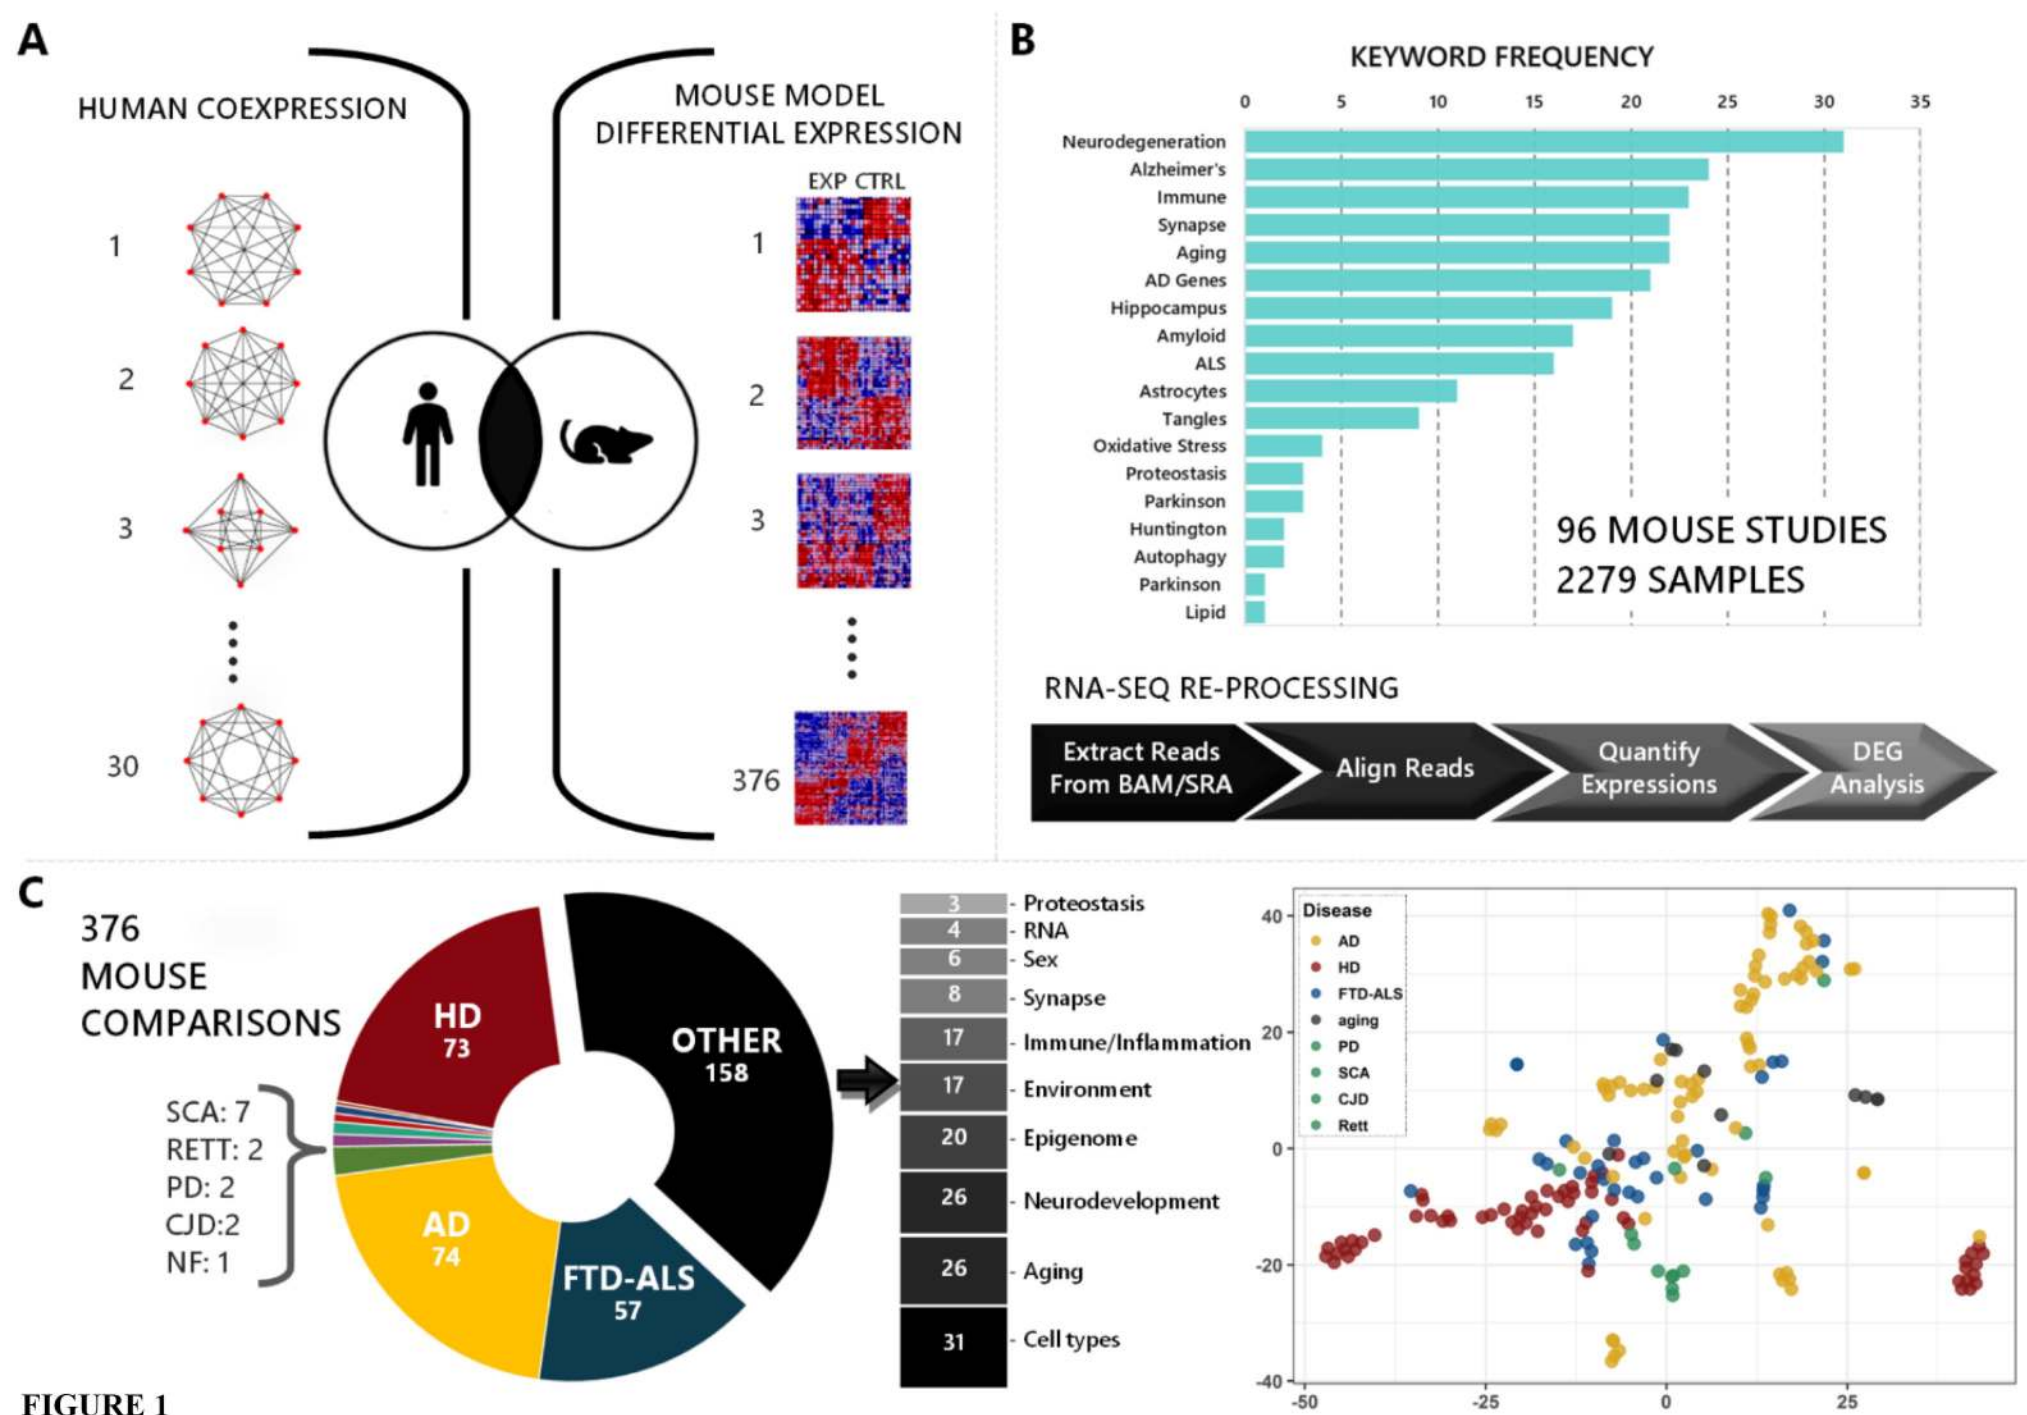 A
HUMAN COEXPRESSION
1
2
3
30
MOUSE MODEL
DIFFERENTIAL EXPRESSION
EXP CTRL
1
2
3
376
B
KEYWORD FREQUENCY
0 5 10 15 20 25 30 35
Neurodegeneration
Alzheimer's
Immune
Synapse
Aging
AD Genes
Hippocampus
Amyloid
ALS
Astrocytes
Tangles
Oxidative Stress
Proteostasis
Parkinson
Huntington
Autophagy
Parkinson
Lipid
96 MOUSE STUDIES
2279 SAMPLES
RNA-SEQ RE-PROCESSING
Extract Reads
From BAM/SRA
Align Reads
Quantify
Expressions
DEG
Analysis
C
376
MOUSE
COMPARISONS
SCA: 7
RETT: 2
PD: 2
CJD:2
NF: 1
HD
73
OTHER
158
AD
74
FTD-ALS
57
3 - Proteostasis
4 - RNA
6 - Sex
8 - Synapse
17 - Immune/Inflammation
17 - Environment
20 - Epigenome
26 - Neurodevelopment
26 - Aging
31 - Cell types
Disease
AD
HD
FTD-ALS
aging
PD
SCA
CJD
Rett
40
20
0
-20
-40
-50 -25 0 25
FIGURE 1